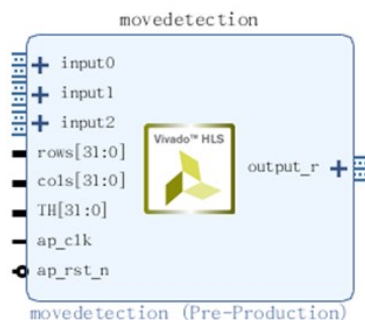 movedetection
input0
input1
input2
rows[31:0]
cols[31:0]
TH[31:0]
ap_clk
ap_rst_n
Vivado™ HLS
output_r
movedetection (Pre-Production)